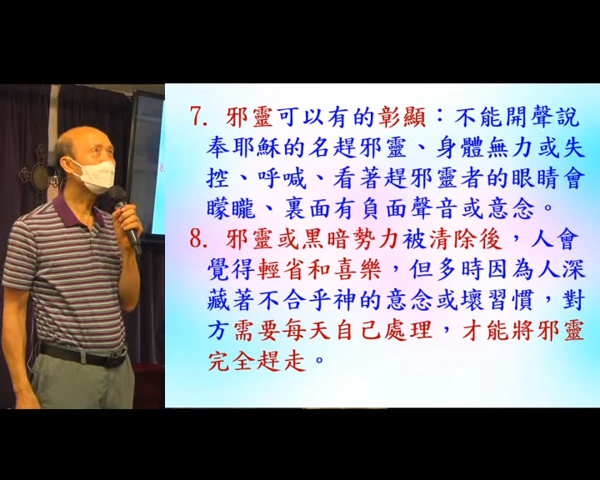 7. 邪靈可以有的彰顯：不能開聲說
奉耶穌的名趕邪靈、身體無力或失
控、呼喊、看著趕邪靈者的眼睛會
矇矓、裏面有負面聲音或意念。
8. 邪靈或黑暗勢力被清除後，人會
覺得輕省和喜樂，但多時因為人深
藏著不合乎神的意念或壞習慣，對
方需要每天自己處理，才能將邪靈
完全趕走。